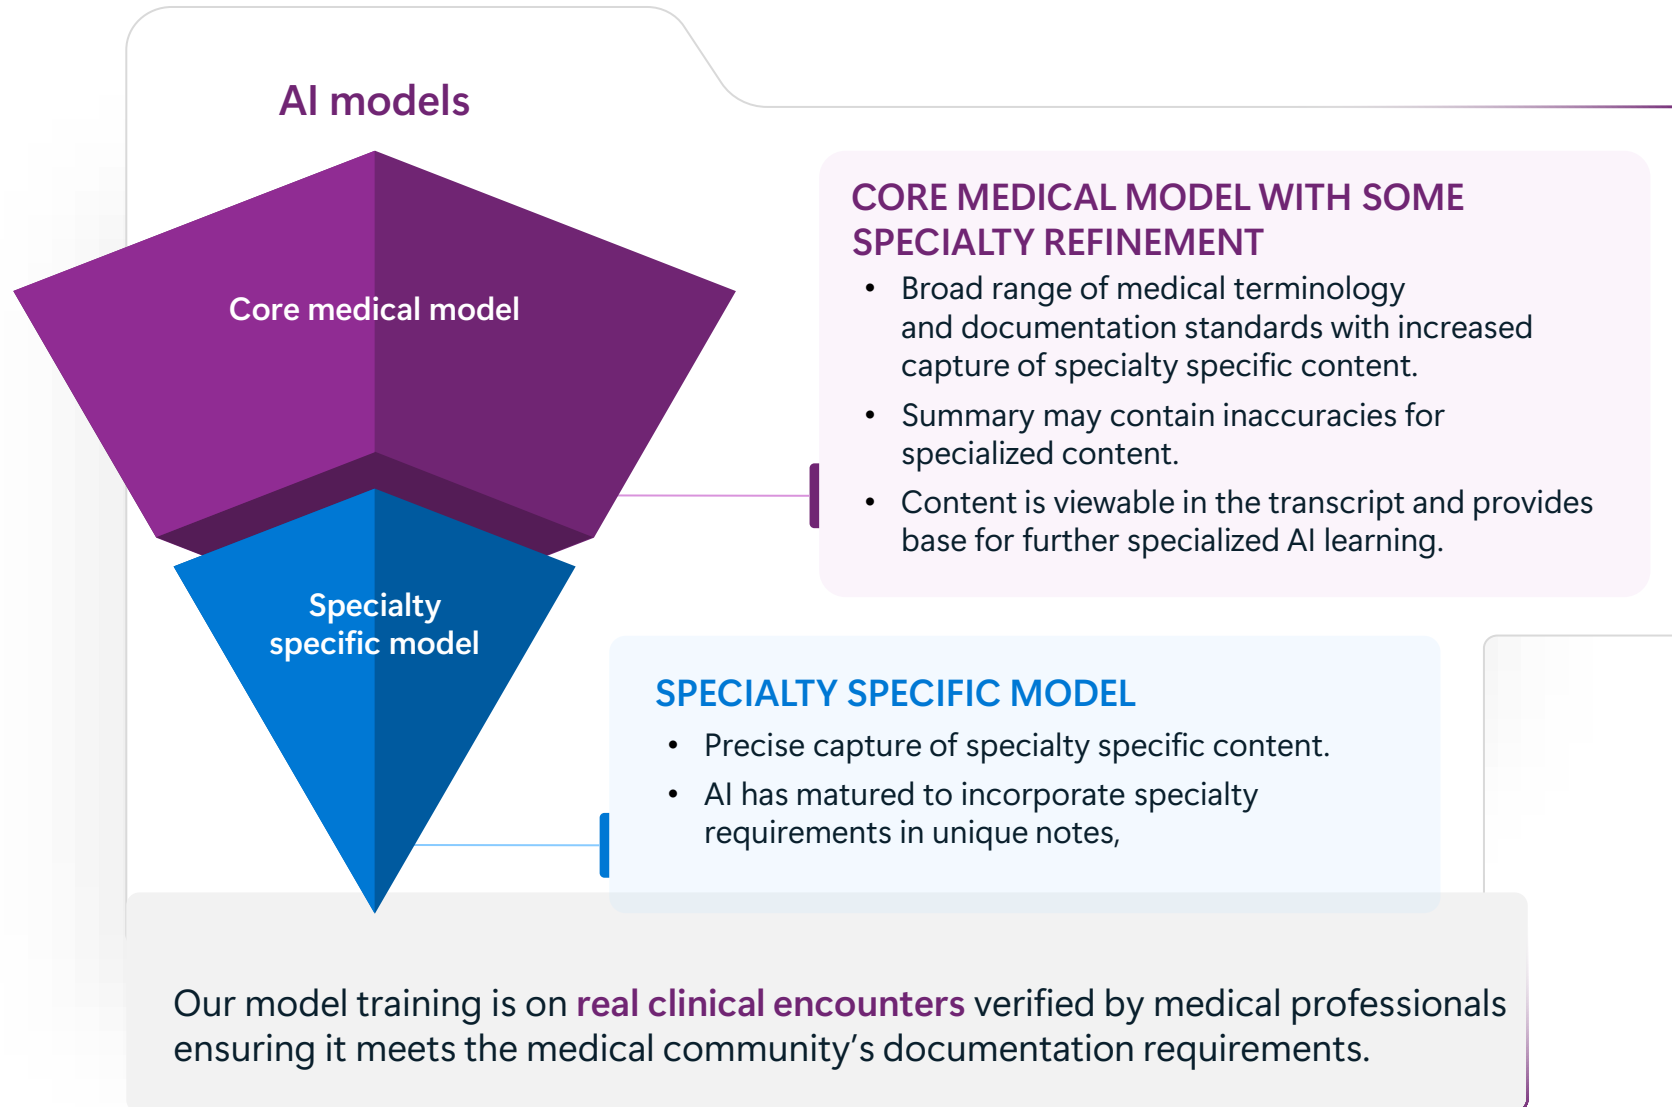 AI models
Core medical model
CORE MEDICAL MODEL WITH SOME
SPECIALTY REFINEMENT
• Broad range of medical terminology
and documentation standards with increased
capture of specialty specific content.
• Summary may contain inaccuracies for
specialized content.
• Content is viewable in the transcript and provides
base for further specialized AI learning.
Specialty
specific model
SPECIALTY SPECIFIC MODEL
• Precise capture of specialty specific content.
• AI has matured to incorporate specialty
requirements in unique notes,
Our model training is on real clinical encounters verified by medical professionals
ensuring it meets the medical community’s documentation requirements.